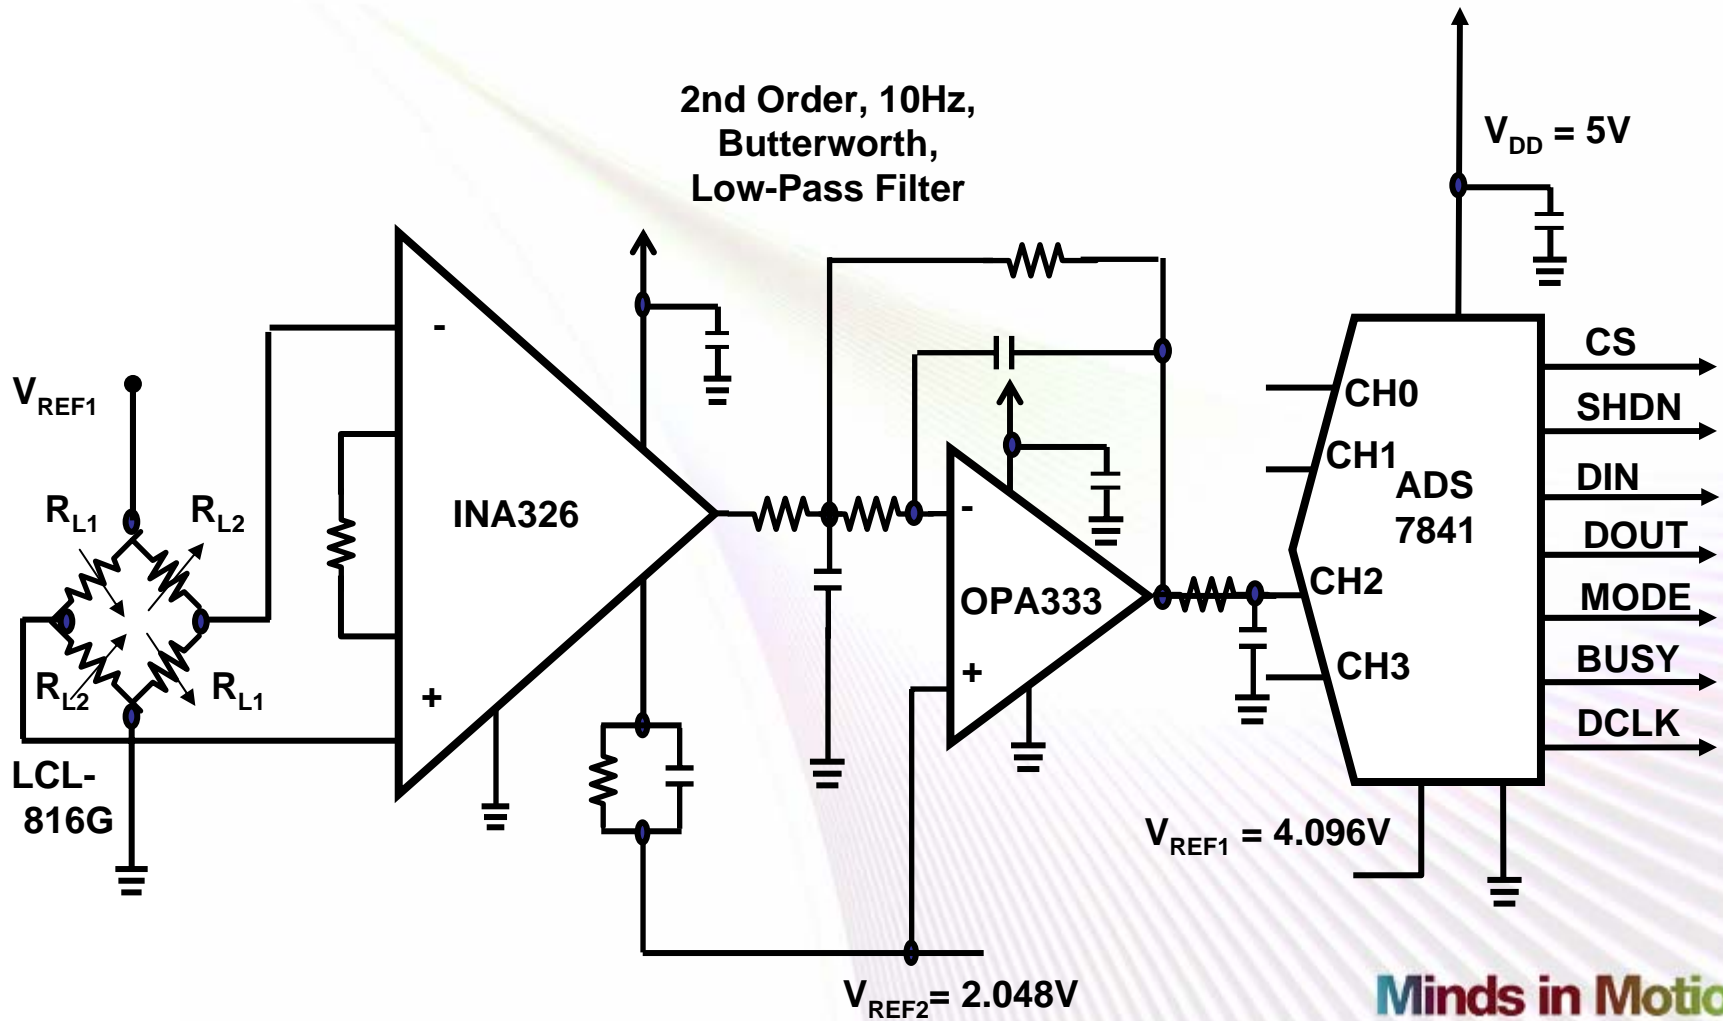 2nd Order, 10Hz,
Butterworth,
Low-Pass Filter
VDD = 5V
VREF1
RL1
RL2
RL2
RL1
LCL-
816G
-
+
INA326
-
+
OPA333
CH0
CH1
CH2
CH3
ADS
7841
CS
SHDN
DIN
DOUT
MODE
BUSY
DCLK
VREF1 = 4.096V
VREF2= 2.048V
Minds in Motio